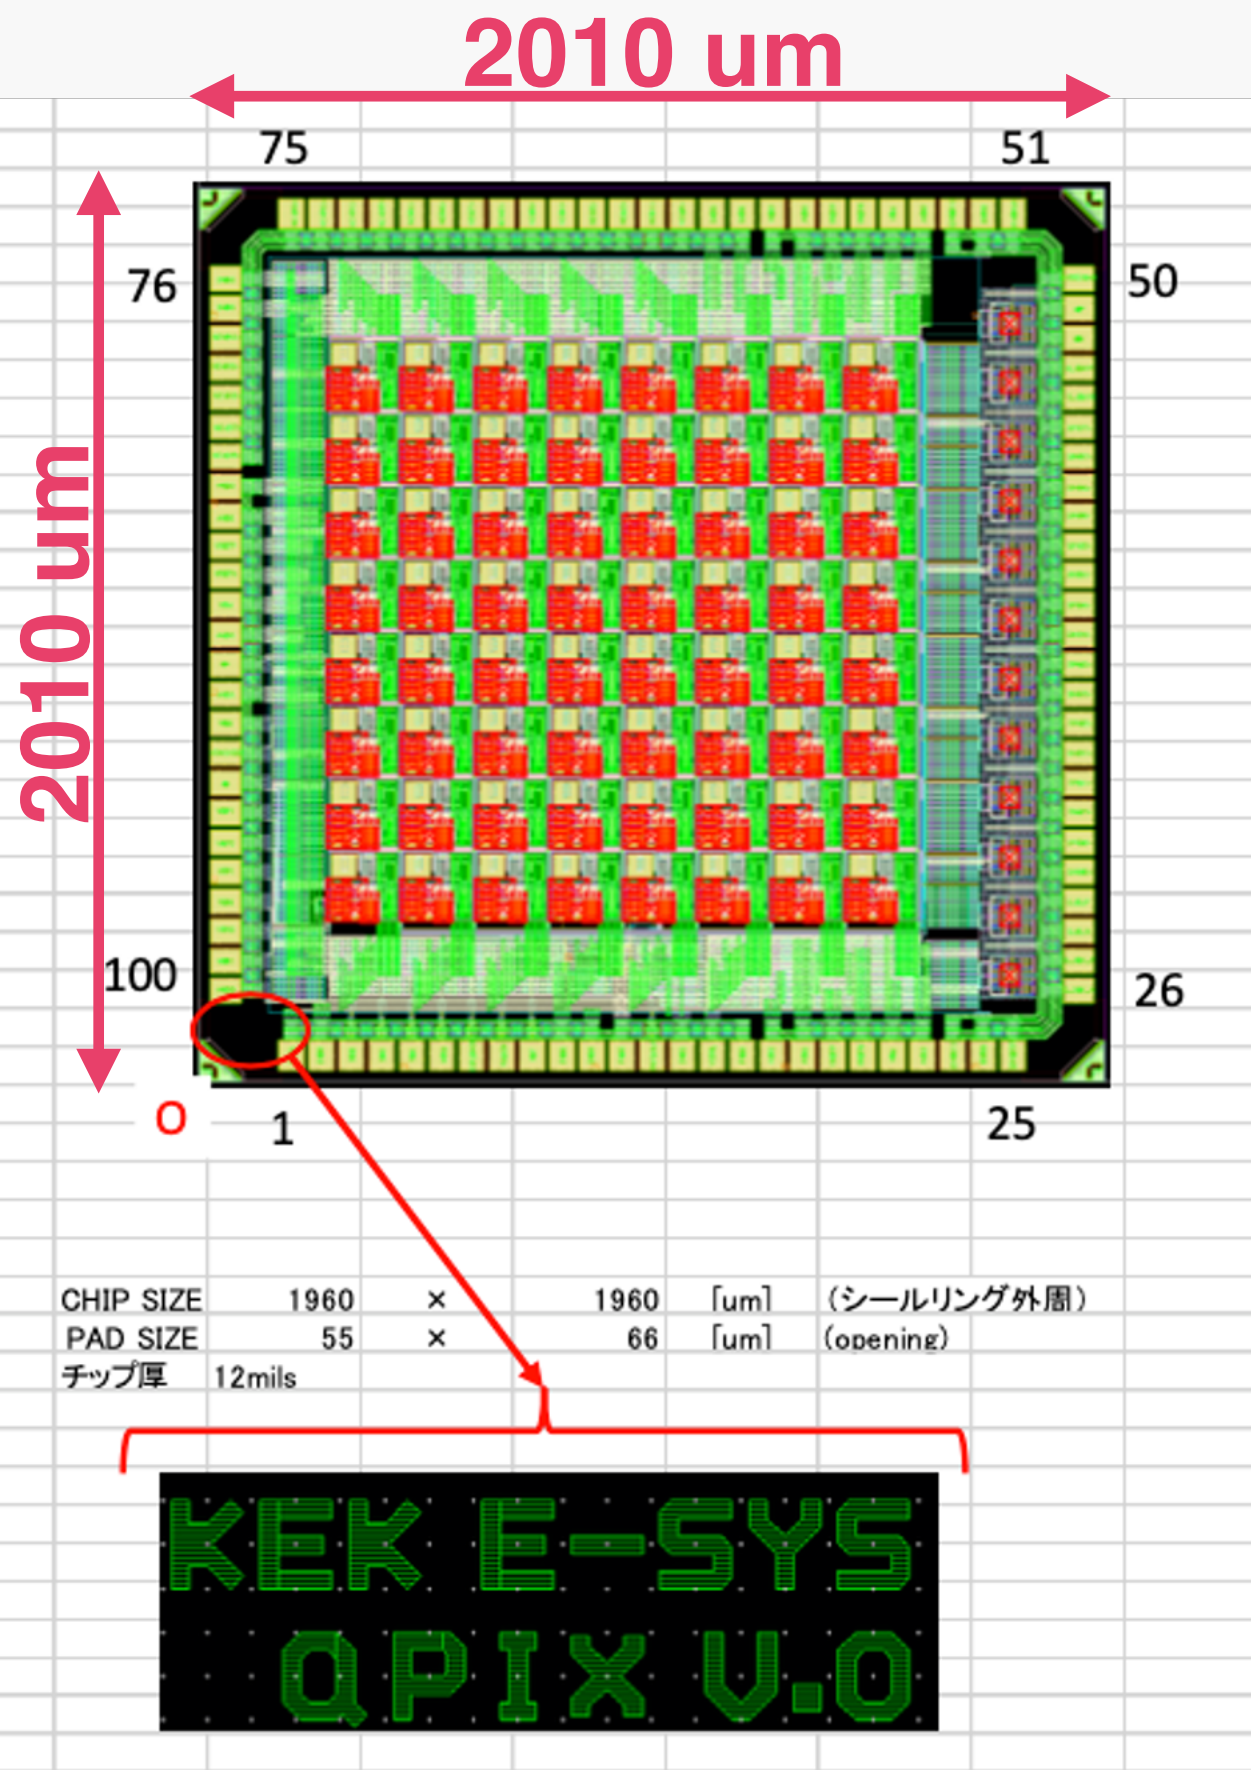 2010 um
75 51
2010 um
76 50
100 26
O 1 25
CHIP SIZE 1960 × 1960 [um] (シールリング外周)
PAD SIZE 55 × 66 [um] (opening)
チップ厚 12mils
KEK E-SYS
QPIX V.0